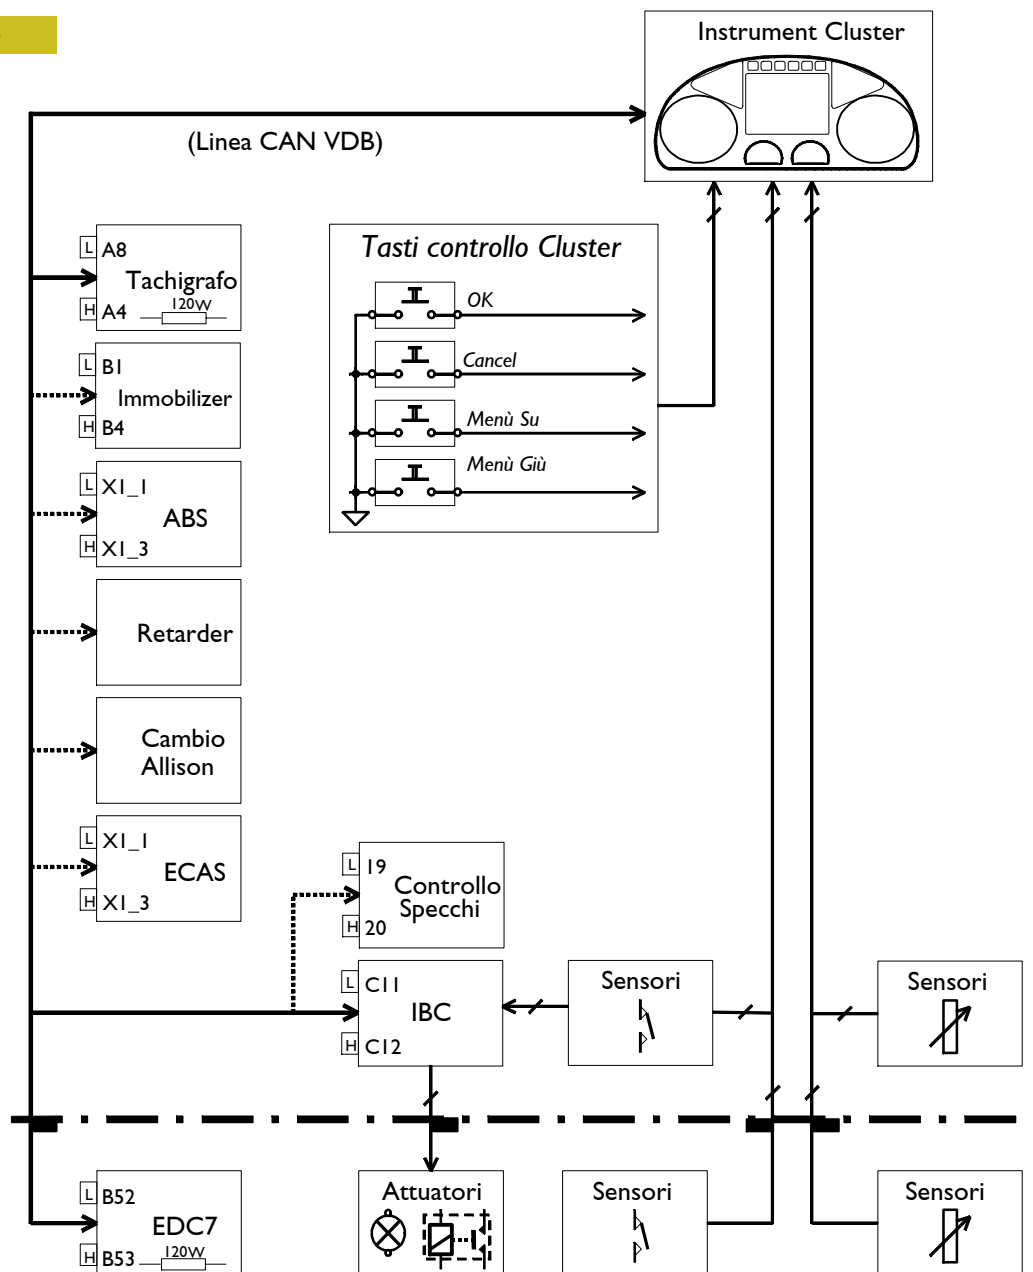 Instrument Cluster
(Linea CAN VDB)
L A8
Tachigrafo
H A4 120W
Tasti controllo Cluster
OK
Cancel
Menù Su
Menù Giù
L B1
Immobilizer
H B4
L X1_1
ABS
H X1_3
Retarder
Cambio
Allison
L X1_1
ECAS
H X1_3
L 19
Controllo
Specchi
H 20
L C11
IBC
H C12
Sensori
Sensori
L B52
EDC7
H B53 120W
Attuatori
Sensori
Sensori